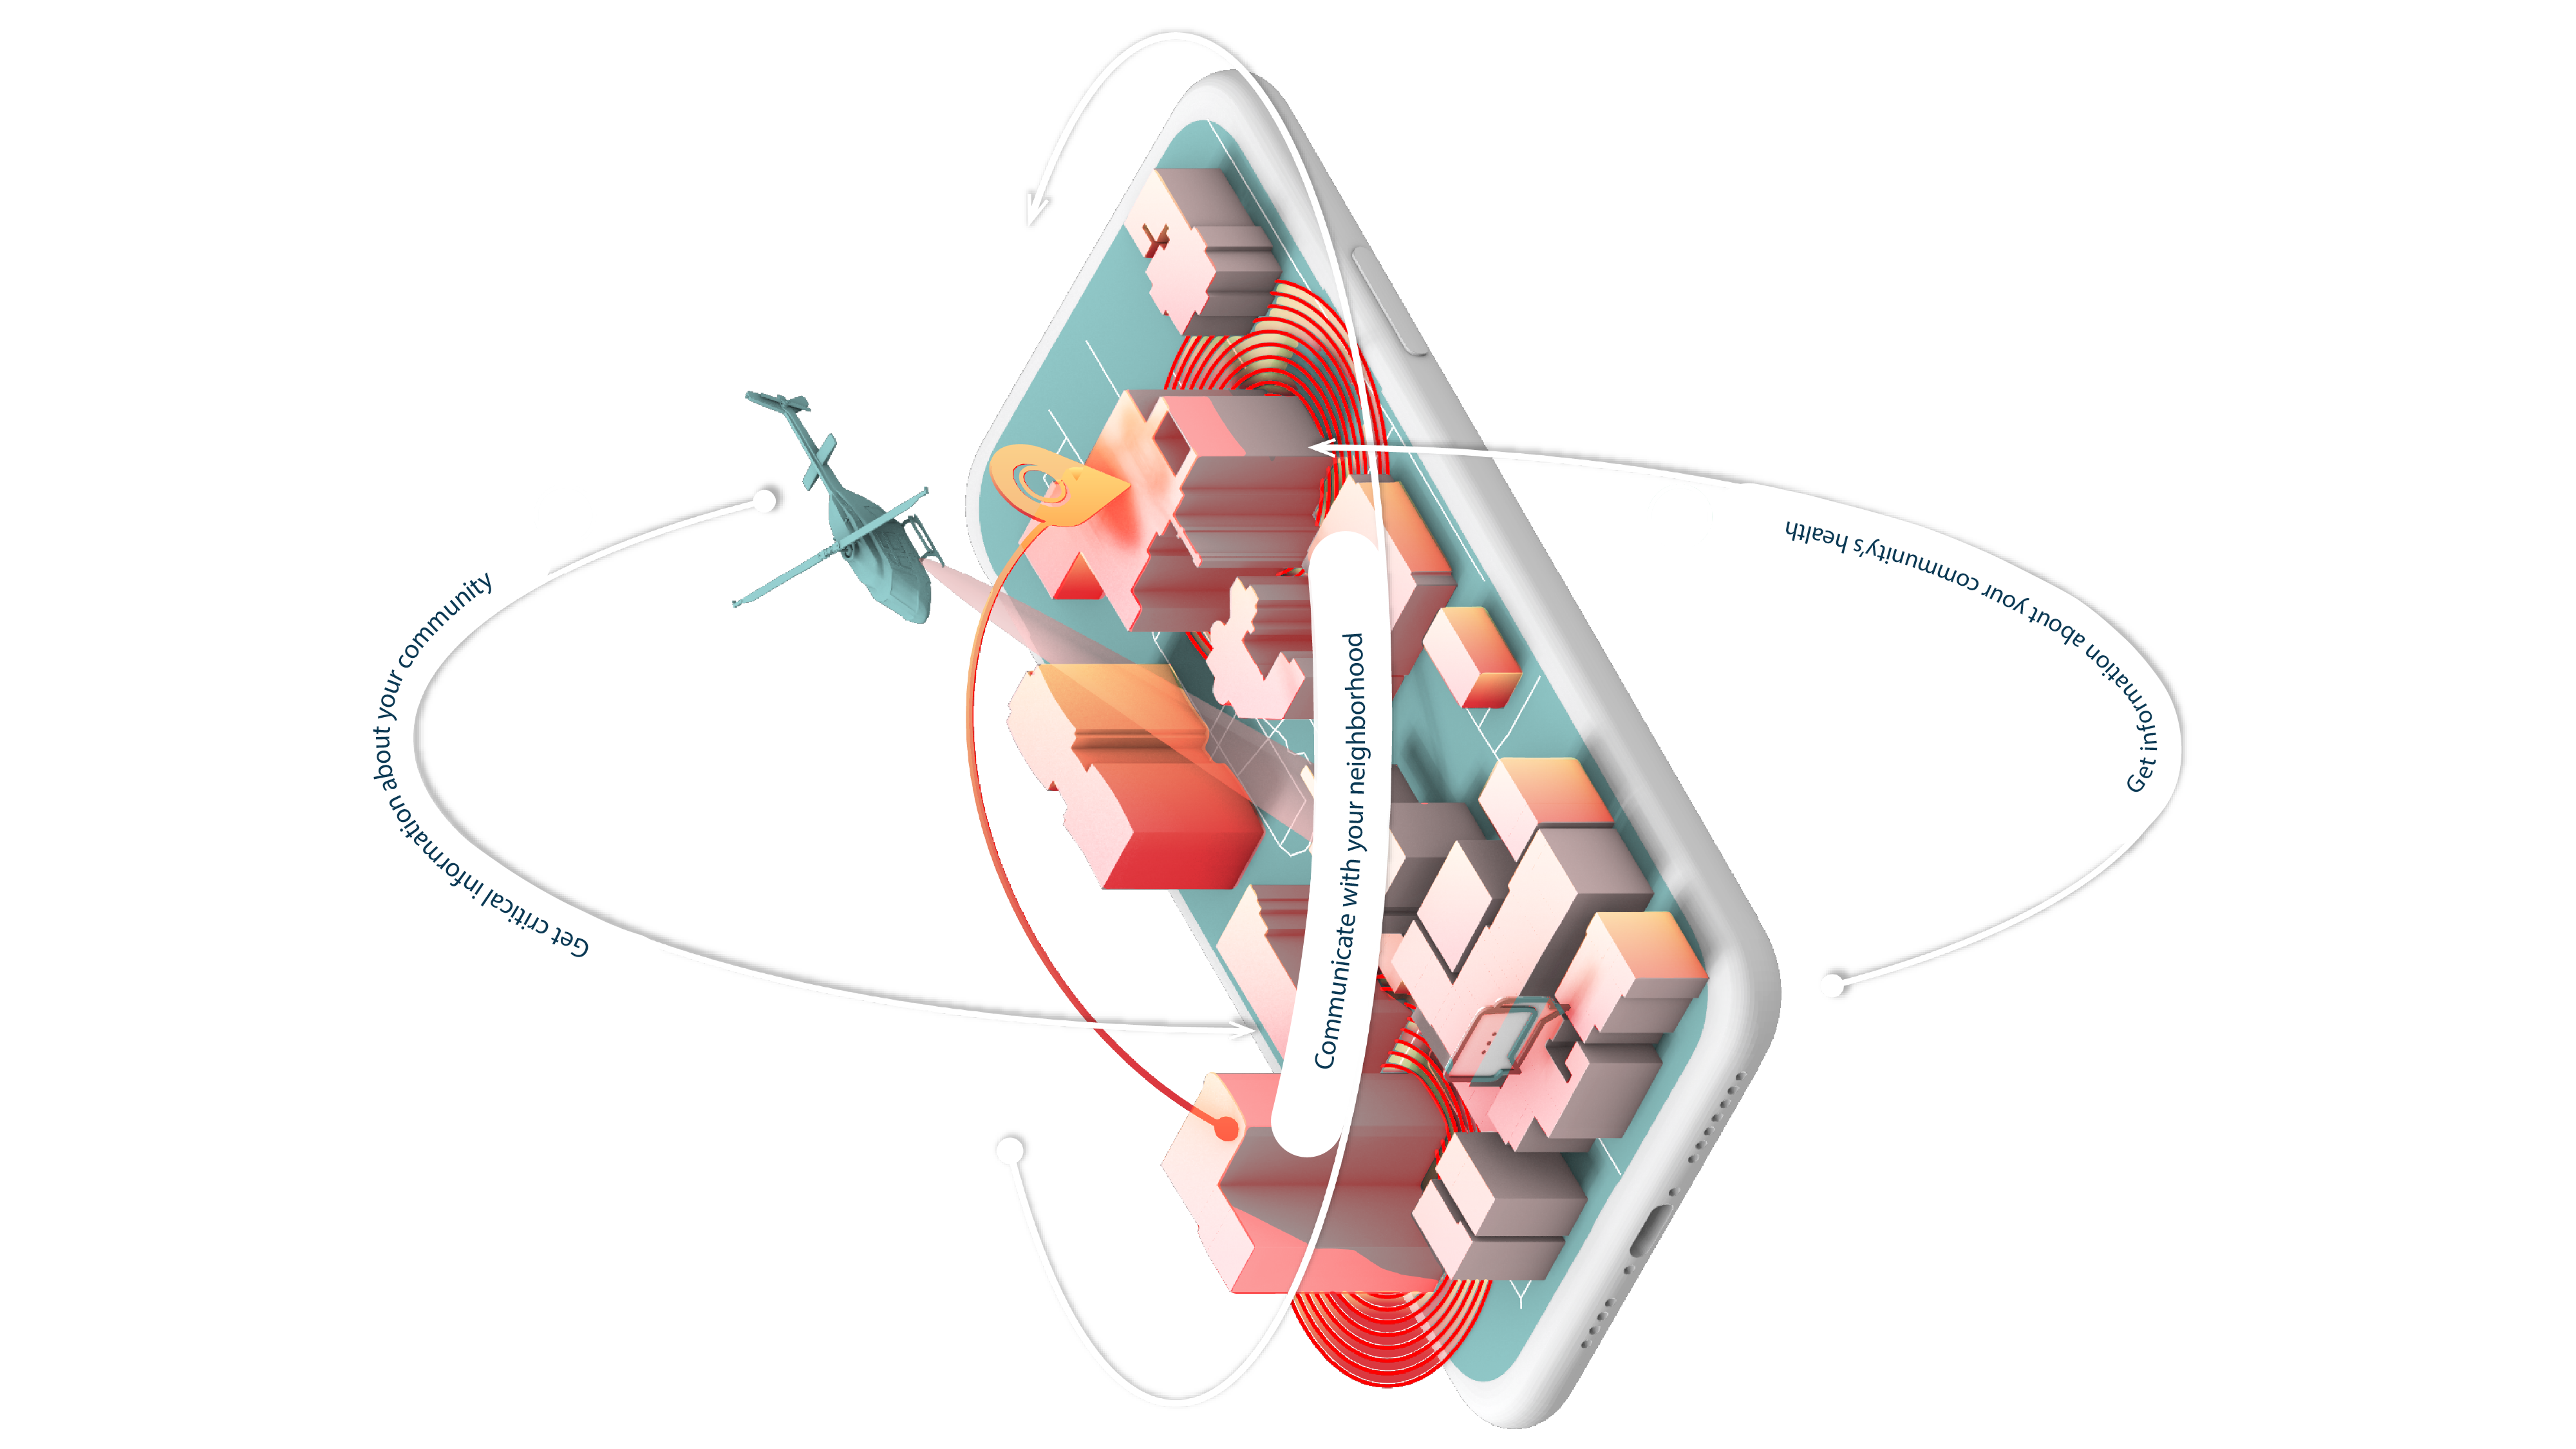 Get critical information about your community
Communicate with your neighborhood
Get information about your community's health